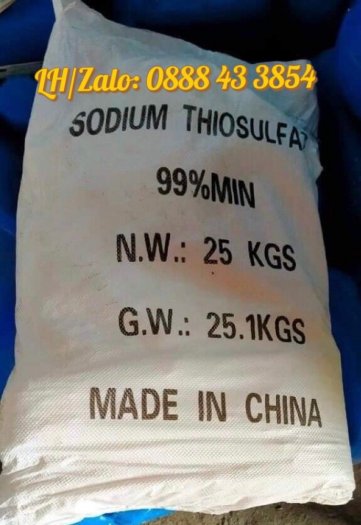 LH/Zalo: 0888 43 3854
SODIUM THIOSULFAT
99%MIN
N.W.: 25 KGS
G.W.: 25.1KGS
MADE IN CHINA